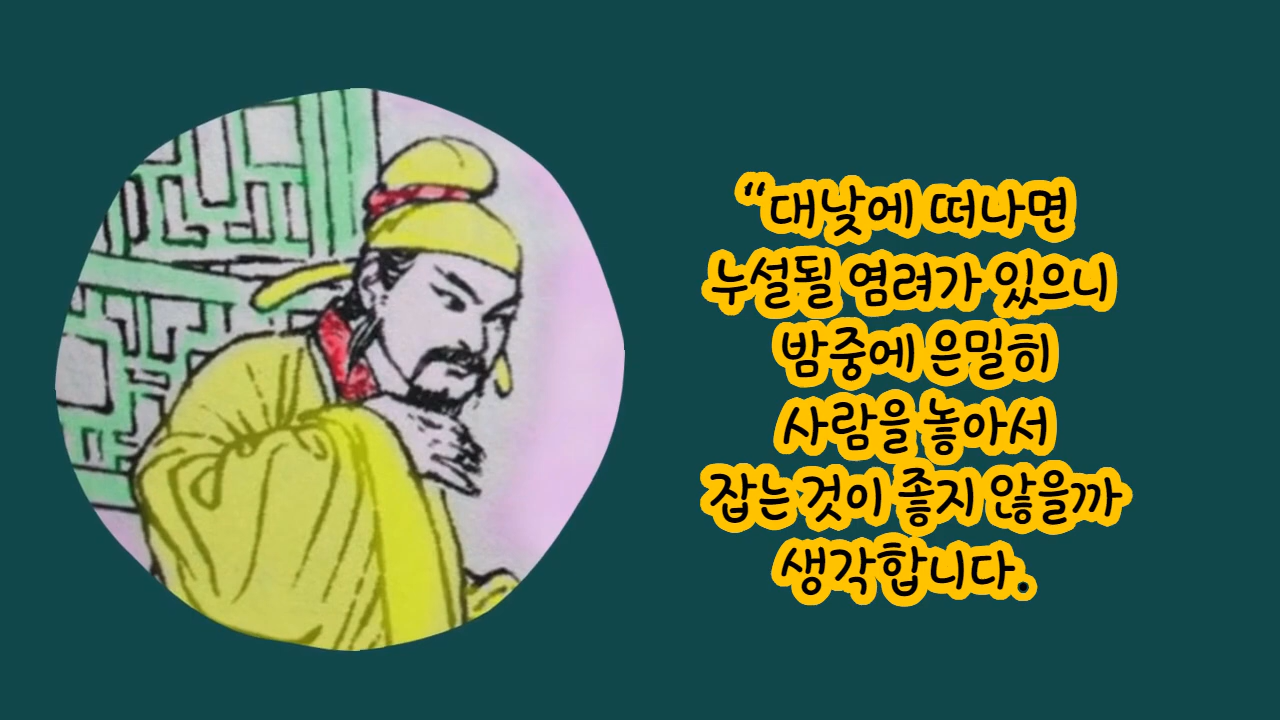 “대낮에 떠나면
누설될 염려가 있으니
밤중에 은밀히
사람을 놓아서
잡는 것이 좋지 않을까
생각합니다.